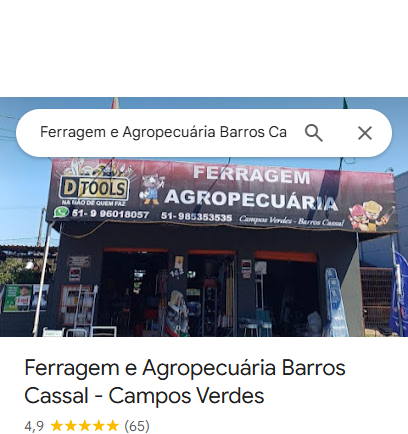 Ferragem e Agropecuária Barros Ca
FERRAGEM
D TOOLS
NA MÃO DE QUEM FAZ
AGROPECUÁRIA
51- 9 96018057 51- 985353535 Campos Verdes - Barros Cassal
Ferragem e Agropecuária Barros
Cassal - Campos Verdes
4,9 ★★★★★ (65)